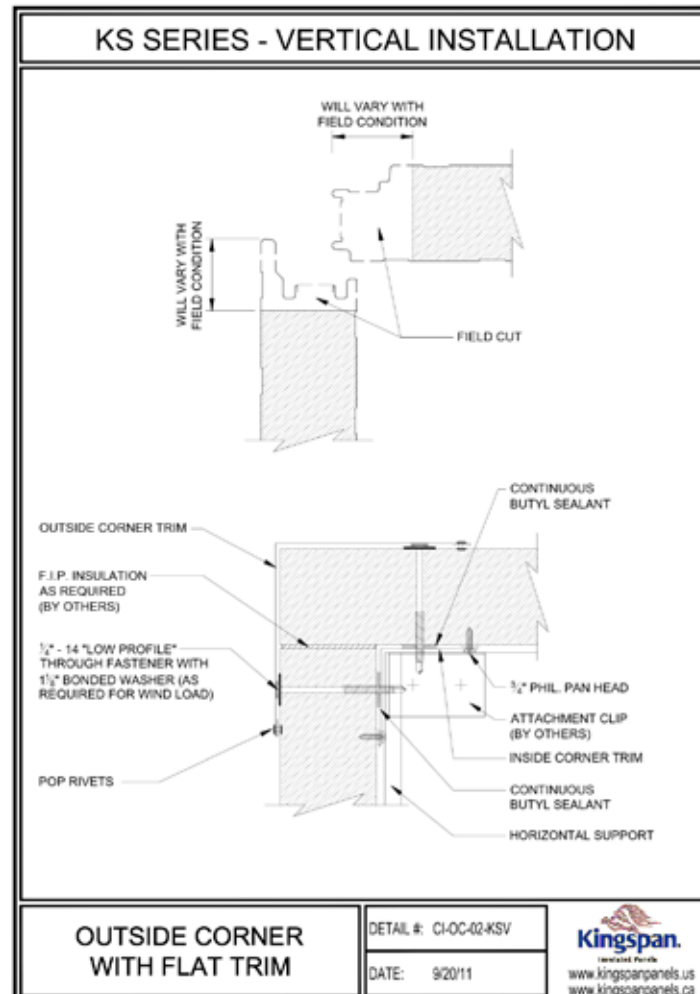 KS SERIES - VERTICAL INSTALLATION
WILL VARY WITH
FIELD CONDITION
WILL VARY WITH
FIELD CONDITION
FIELD CUT
CONTINUOUS
BUTYL SEALANT
OUTSIDE CORNER TRIM
F.I.P. INSULATION
AS REQUIRED
(BY OTHERS)
¼" - 14 "LOW PROFILE"
THROUGH FASTENER WITH
1⅛" BONDED WASHER (AS
REQUIRED FOR WIND LOAD)
POP RIVETS
¾" PHIL. PAN HEAD
ATTACHMENT CLIP
(BY OTHERS)
INSIDE CORNER TRIM
CONTINUOUS
BUTYL SEALANT
HORIZONTAL SUPPORT
OUTSIDE CORNER
WITH FLAT TRIM
DETAIL #: CI-OC-02-KSV
DATE: 9/20/11
Kingspan.
Insulated Panels
www.kingspanpanels.us
www.kingspanpanels.ca